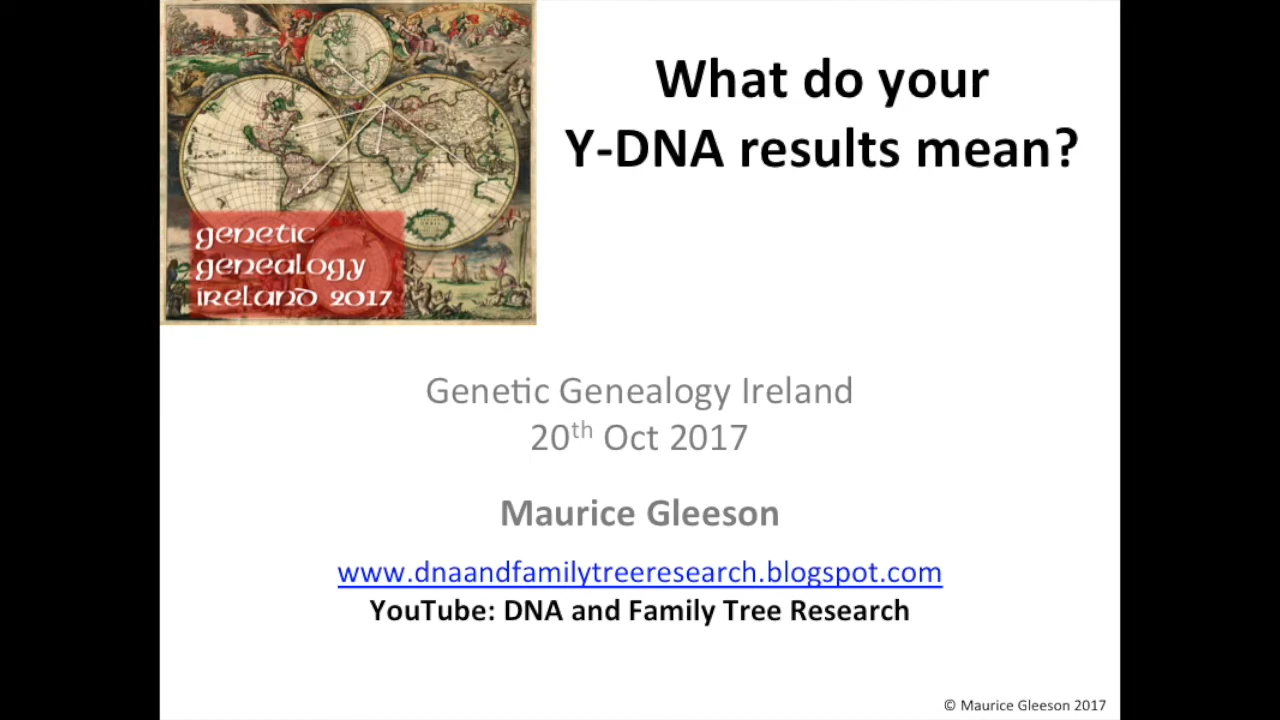 What do your
Y-DNA results mean?
genetic
genealogy
ireland 2017
Genetic Genealogy Ireland
20th Oct 2017
Maurice Gleeson
www.dnaandfamilytreeresearch.blogspot.com
YouTube: DNA and Family Tree Research
© Maurice Gleeson 2017